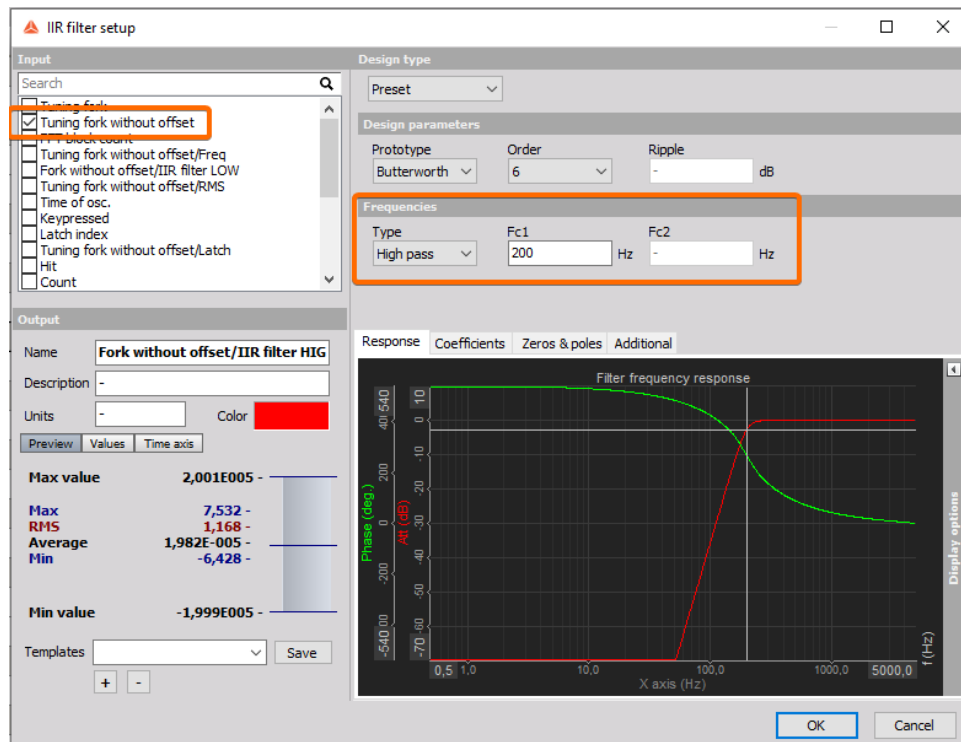 IIR filter setup
Input
Search
Tuning fork
Tuning fork without offset
FFT block count
Tuning fork without offset/Freq
Fork without offset/IIR filter LOW
Tuning fork without offset/RMS
Time of osc.
Keypressed
Latch index
Tuning fork without offset/Latch
Hit
Count
Design type
Preset
Design parameters
Prototype Order Ripple
Butterworth 6 - dB
Frequencies
Type Fc1 Fc2
High pass 200 Hz - Hz
Output
Name Fork without offset/IIR filter HIG
Description -
Units - Color
Preview Values Time axis
Max value 2,001E005 -
Max 7,532 -
RMS 1,168 -
Average 1,982E-005 -
Min -6,428 -
Min value -1,999E005 -
Templates Save
+ -
Response Coefficients Zeros & poles Additional
Filter frequency response
Phase (deg.)
540
400
200
0
-200
-540
Att (dB)
10
0
-10
-20
-30
-40
-50
-60
-70
0,5 1,0 10,0 100,0 1000,0 5000,0
X axis (Hz)
f (Hz)
Display options
OK Cancel